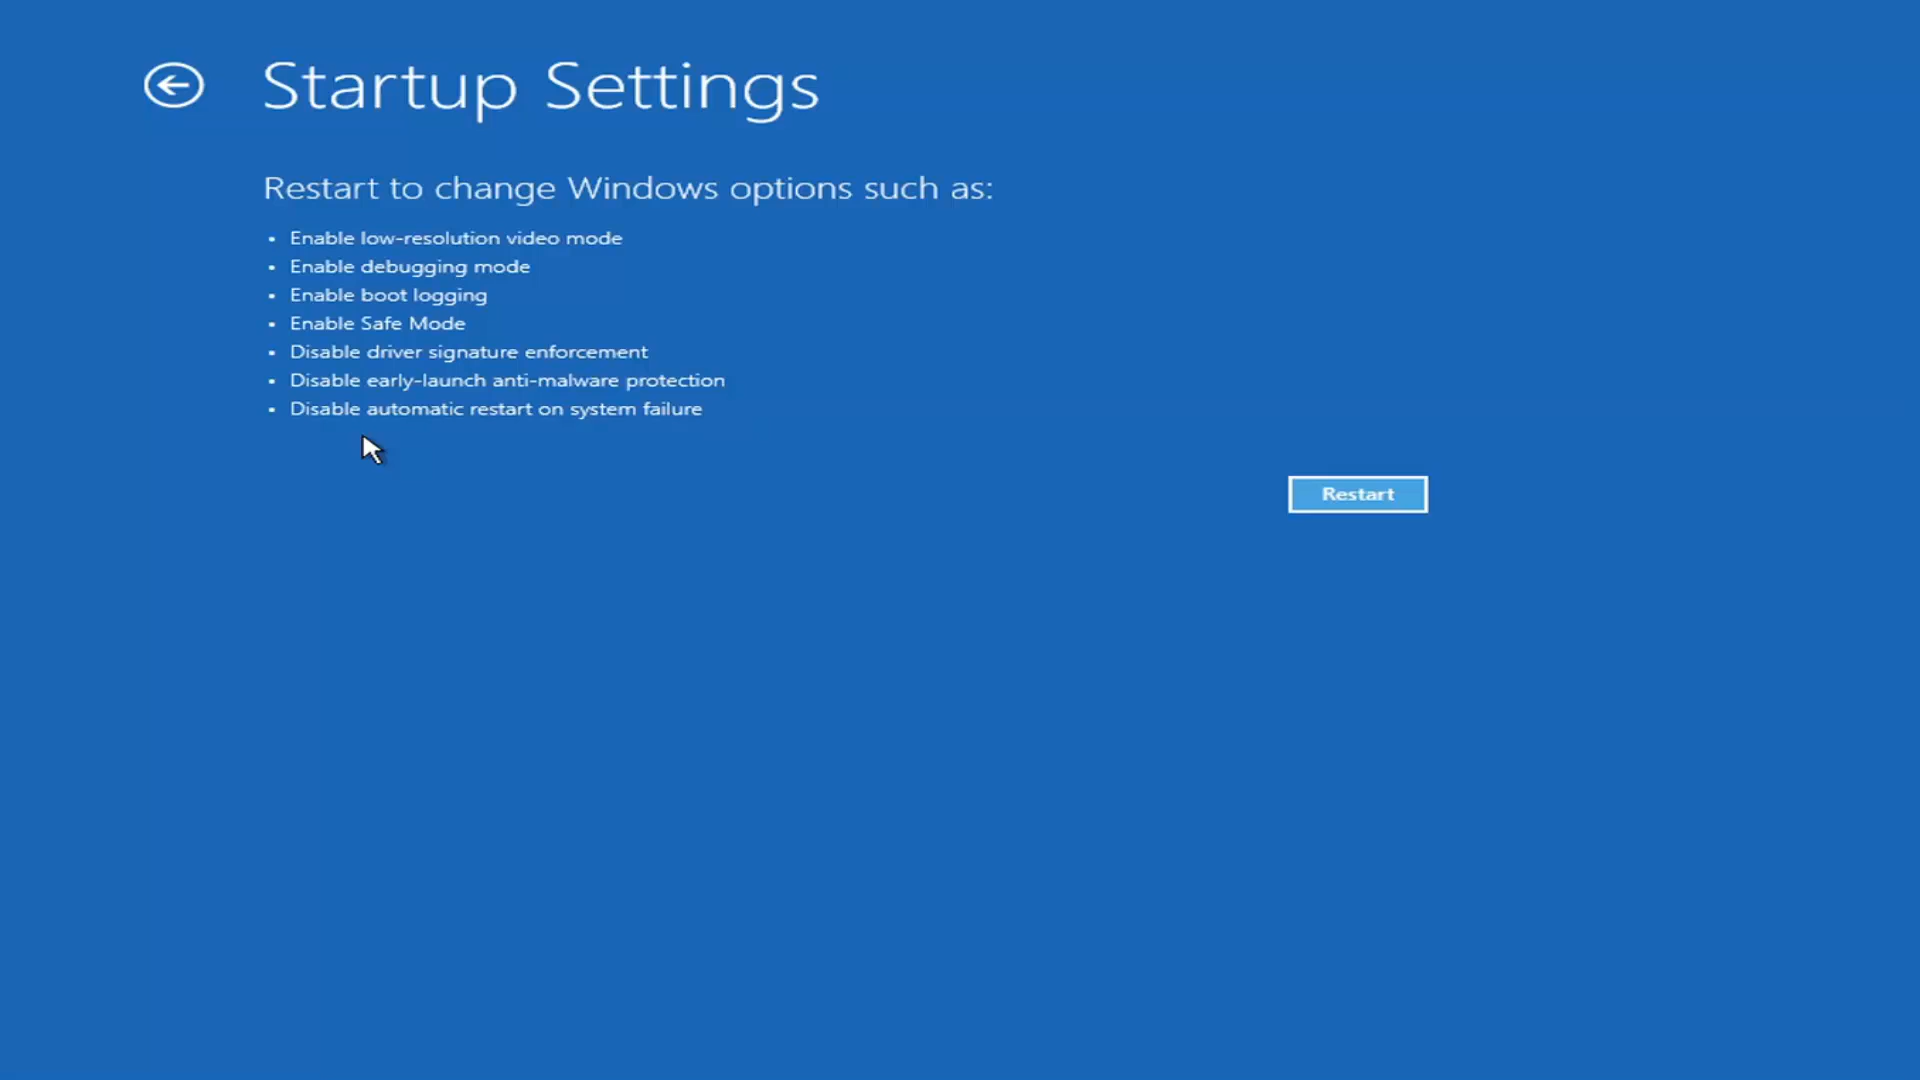 Startup Settings
Restart to change Windows options such as:
• Enable low-resolution video mode
• Enable debugging mode
• Enable boot logging
• Enable Safe Mode
• Disable driver signature enforcement
• Disable early-launch anti-malware protection
• Disable automatic restart on system failure
Restart